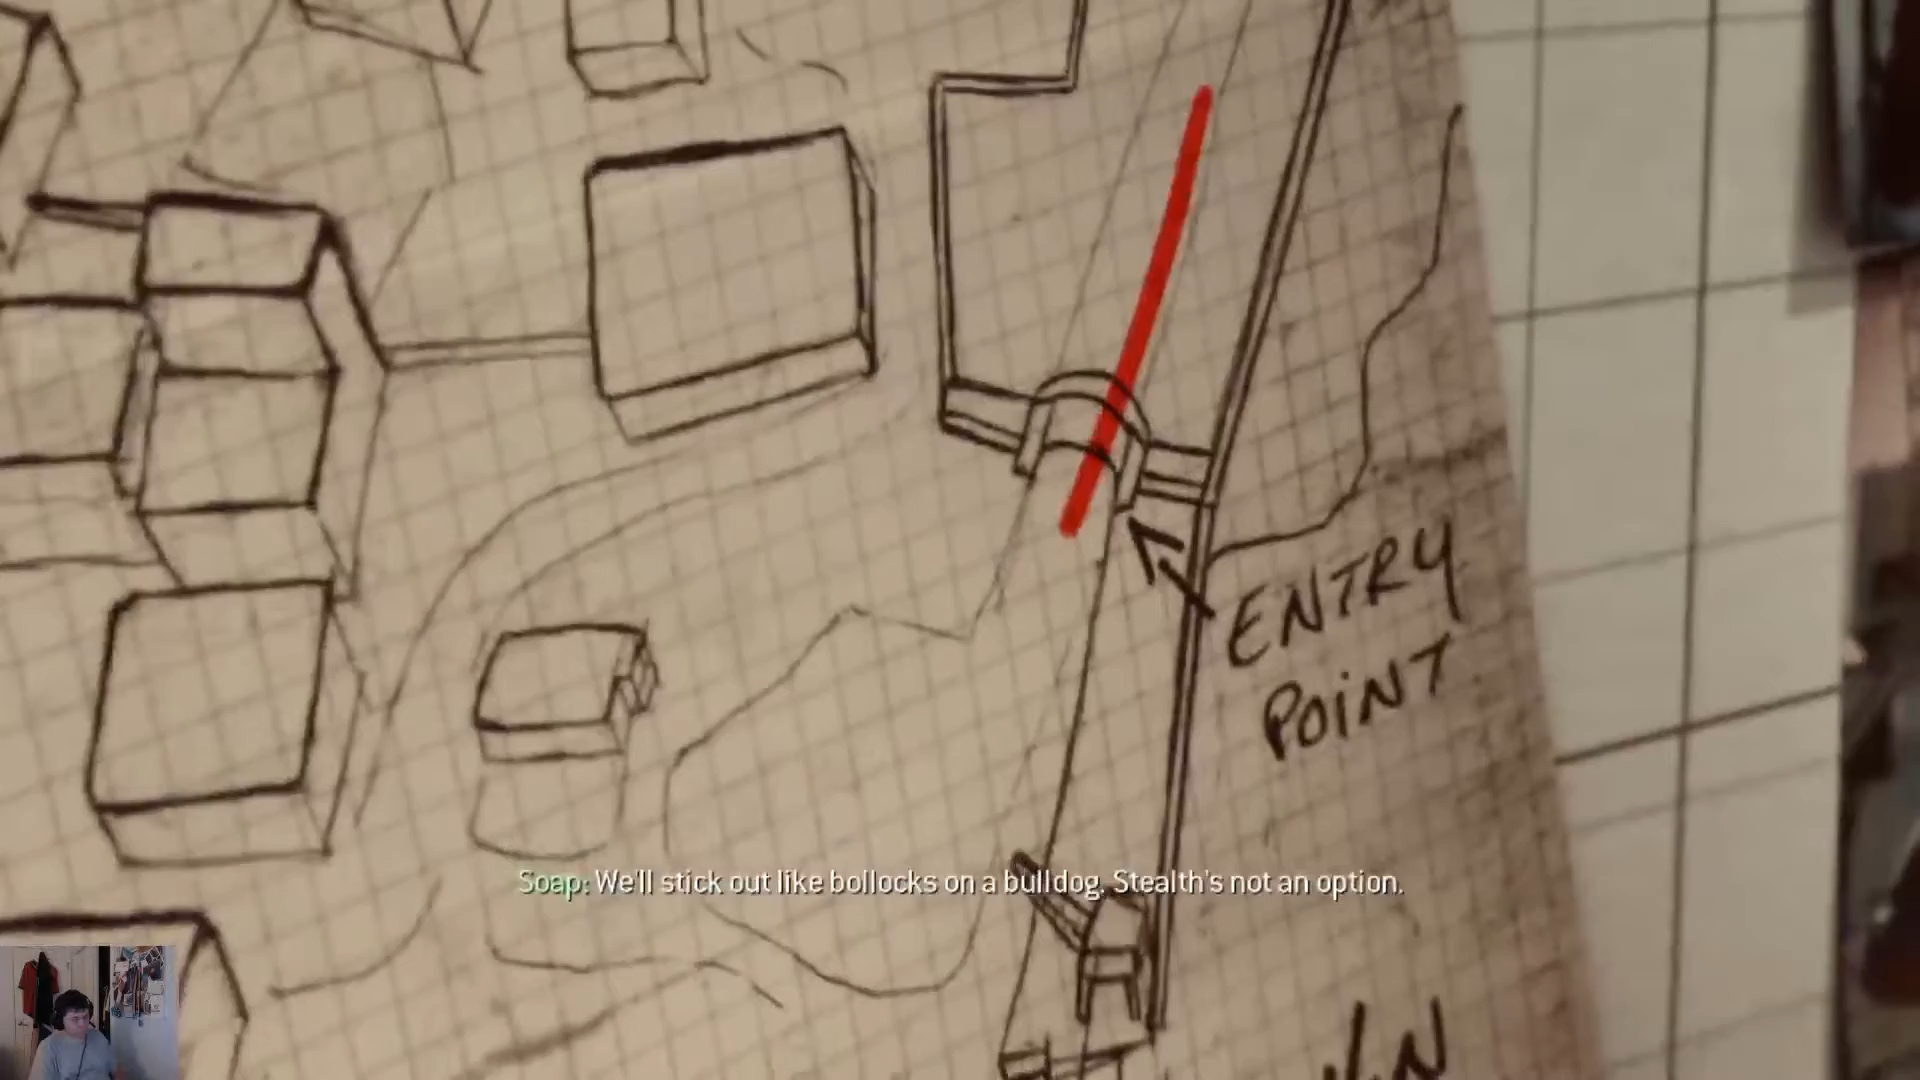 ENTRY
POINT
Soap: We'll stick out like bollocks on a bulldog. Stealth's not an option.